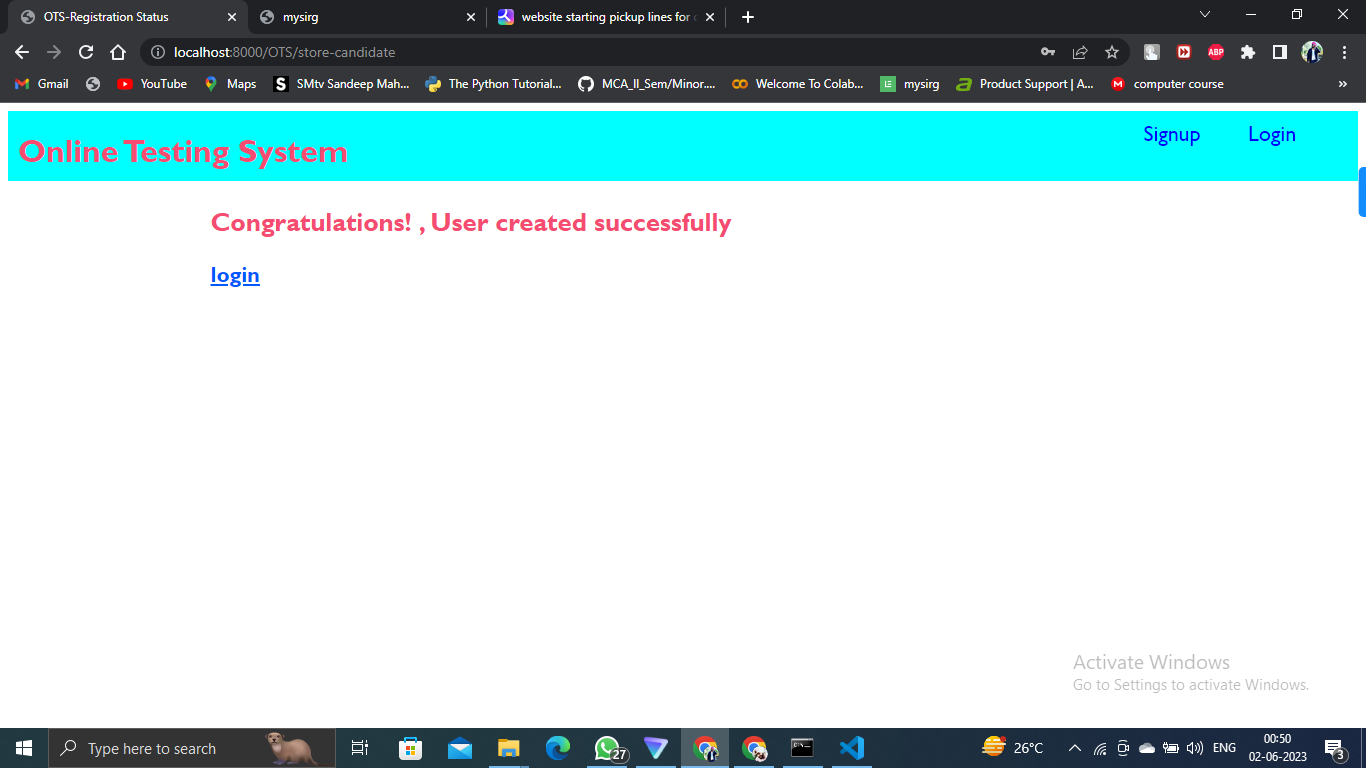 OTS-Registration Status
mysirg
website starting pickup lines for
localhost:8000/OTS/store-candidate
ABP
Gmail
YouTube
Maps
S
SMtv Sandeep Mah...
The Python Tutorial...
MCA_II_Sem/Minor....
Welcome To Colab...
LE
mysirg
Product Support | A...
M
computer course
»
Online Testing System
Signup
Login
Congratulations! , User created successfully
login
Activate Windows
Go to Settings to activate Windows.
Type here to search
27
26°C
ENG
00:50
02-06-2023
3